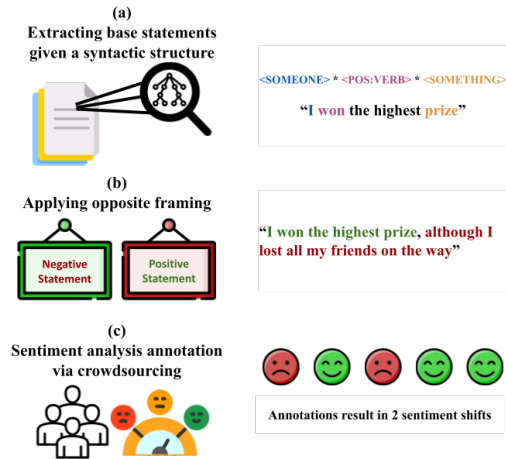 (a)
Extracting base statements
given a syntactic structure
<SOMEONE> * <POS:VERB> * <SOMETHING>
“I won the highest prize”
(b)
Applying opposite framing
Negative
Statement
Positive
Statement
“I won the highest prize, although I
lost all my friends on the way”
(c)
Sentiment analysis annotation
via crowdsourcing
Annotations result in 2 sentiment shifts